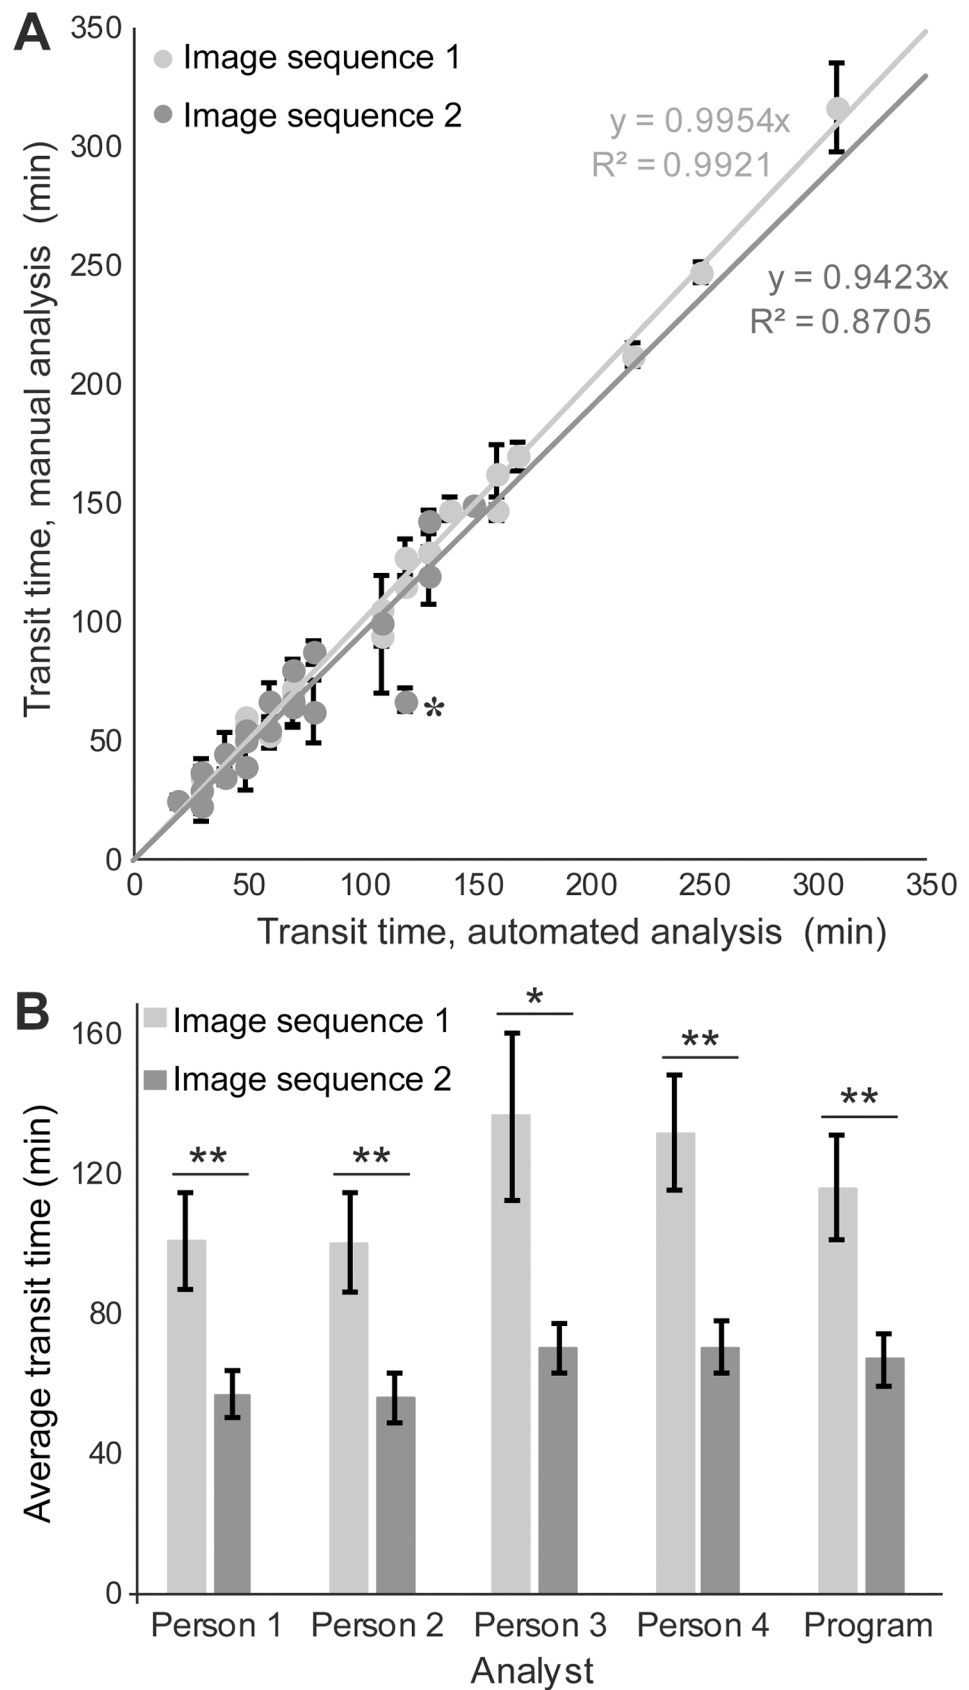 A
350
300
250
200
150
100
50
0
Transit time, manual analysis (min)
Image sequence 1
Image sequence 2
y = 0.9954x
R² = 0.9921
y = 0.9423x
R² = 0.8705
*
0 50 100 150 200 250 300 350
Transit time, automated analysis (min)
B
160
120
80
40
0
Average transit time (min)
Image sequence 1
Image sequence 2
** ** * ** **
Person 1 Person 2 Person 3 Person 4 Program
Analyst